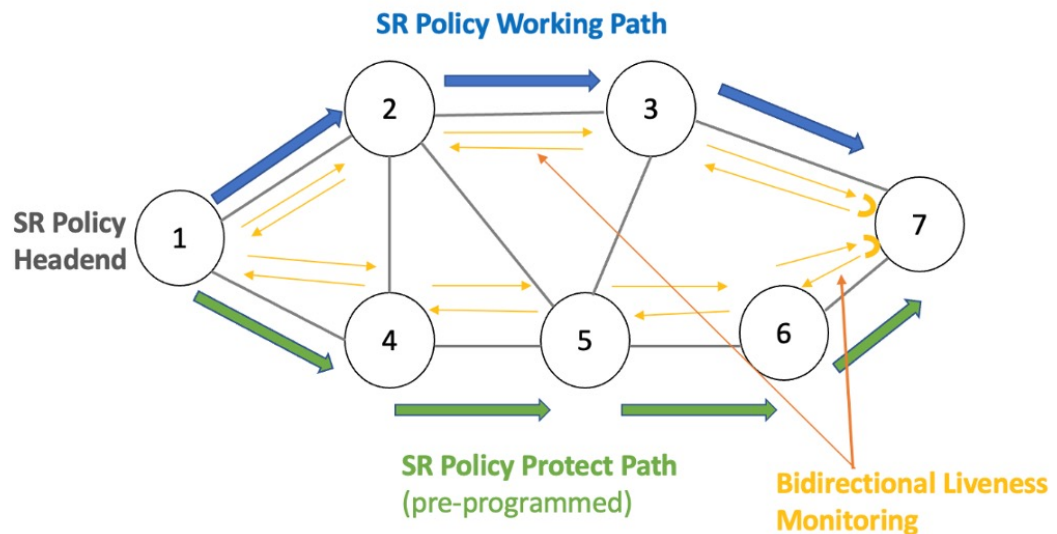 SR Policy Working Path
2
3
SR Policy
Headend
1
7
4
5
6
SR Policy Protect Path
(pre-programmed)
Bidirectional Liveness
Monitoring